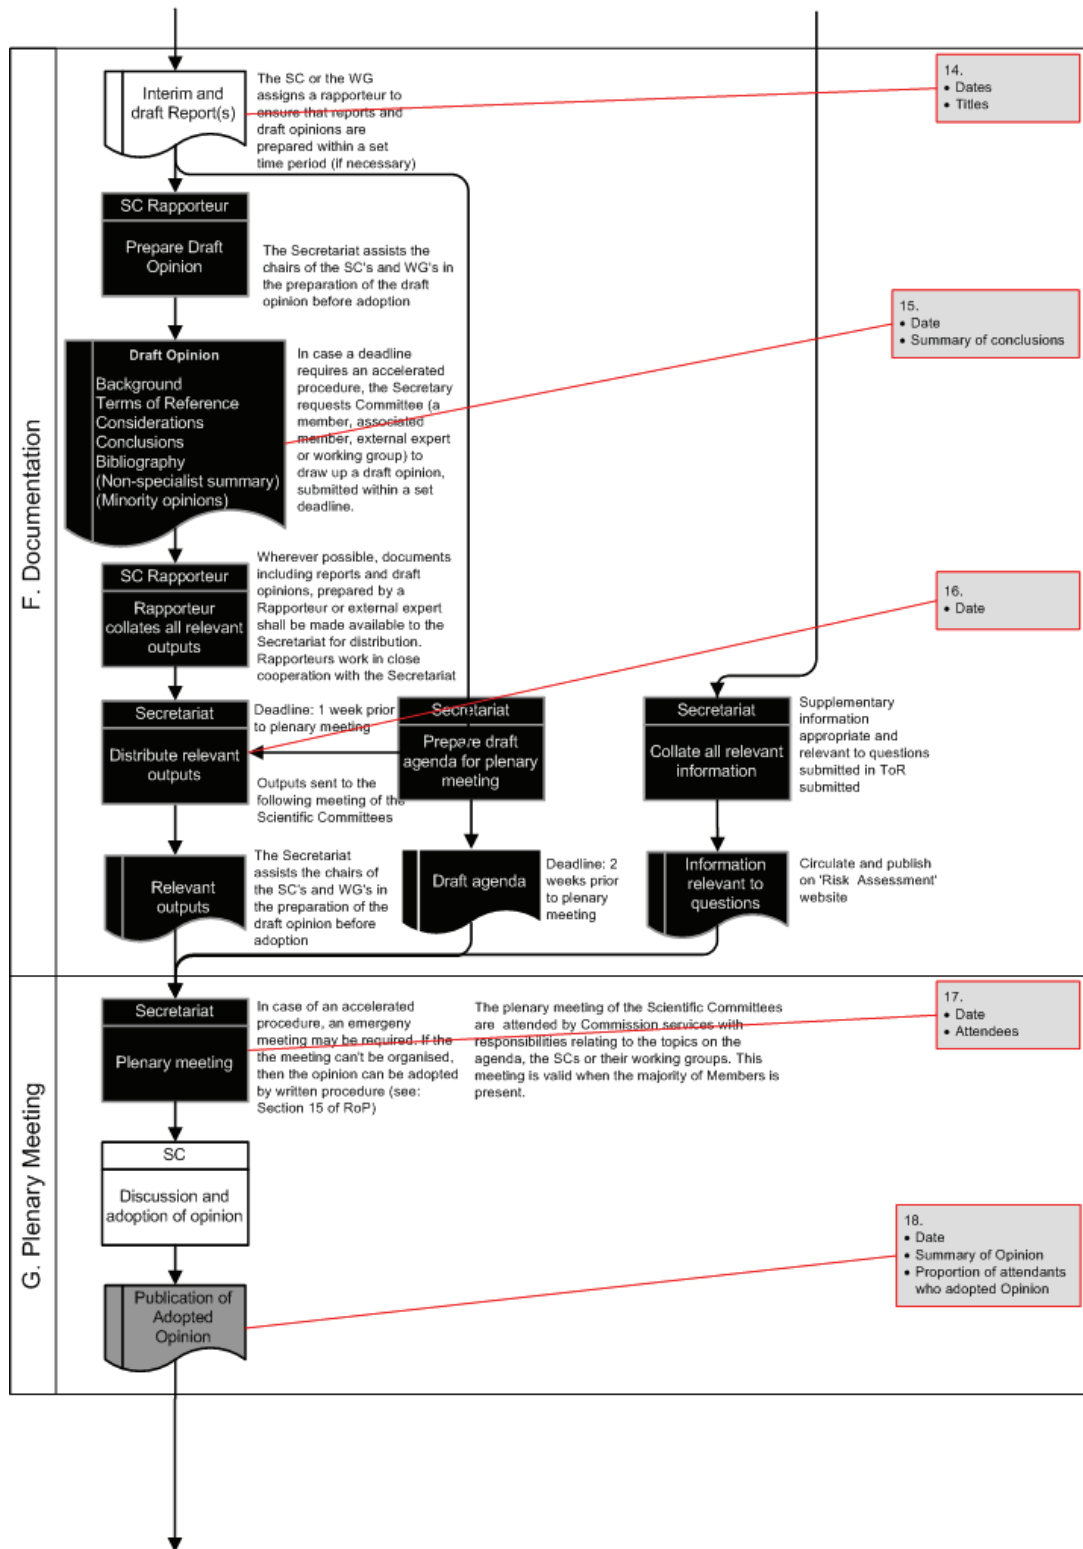 F. Documentation
Interim and
draft Report(s)
The SC or the WG
assigns a rapporteur to
ensure that reports and
draft opinions are
prepared within a set
time period (if necessary)
14.
• Dates
• Titles
SC Rapporteur
Prepare Draft
Opinion
The Secretariat assists the
chairs of the SC's and WG's in
the preparation of the draft
opinion before adoption
15.
• Date
• Summary of conclusions
Draft Opinion
Background
Terms of Reference
Considerations
Conclusions
Bibliography
(Non-specialist summary)
(Minority opinions)
In case a deadline
requires an accelerated
procedure, the Secretary
requests Committee (a
member, associated
member, external expert
or working group) to
draw up a draft opinion,
submitted within a set
deadline.
SC Rapporteur
Rapporteur
collates all relevant
outputs
Wherever possible, documents
including reports and draft
opinions, prepared by a
Rapporteur or external expert
shall be made available to the
Secretariat for distribution.
Rapporteurs work in close
cooperation with the Secretariat
16.
• Date
Secretariat
Distribute relevant
outputs
Deadline: 1 week prior
to plenary meeting
Outputs sent to the
following meeting of the
Scientific Committees
Secretariat
Prepare draft
agenda for plenary
meeting
Secretariat
Collate all relevant
information
Supplementary
information
appropriate and
relevant to questions
submitted in ToR
submitted
Relevant
outputs
The Secretariat
assists the chairs of
the SC's and WG's in
the preparation of the
draft opinion before
adoption
Draft agenda
Deadline: 2
weeks prior
to plenary
meeting
Information
relevant to
questions
Circulate and publish
on 'Risk Assessment'
website
G. Plenary Meeting
Secretariat
Plenary meeting
In case of an accelerated
procedure, an emergeny
meeting may be required. If the
the meeting can't be organised,
then the opinion can be adopted
by written procedure (see:
Section 15 of RoP)
The plenary meeting of the Scientific Committees
are attended by Commission services with
responsibilities relating to the topics on the
agenda, the SCs or their working groups. This
meeting is valid when the majority of Members is
present.
17.
• Date
• Attendees
SC
Discussion and
adoption of opinion
18.
• Date
• Summary of Opinion
• Proportion of attendants
who adopted Opinion
Publication of
Adopted
Opinion